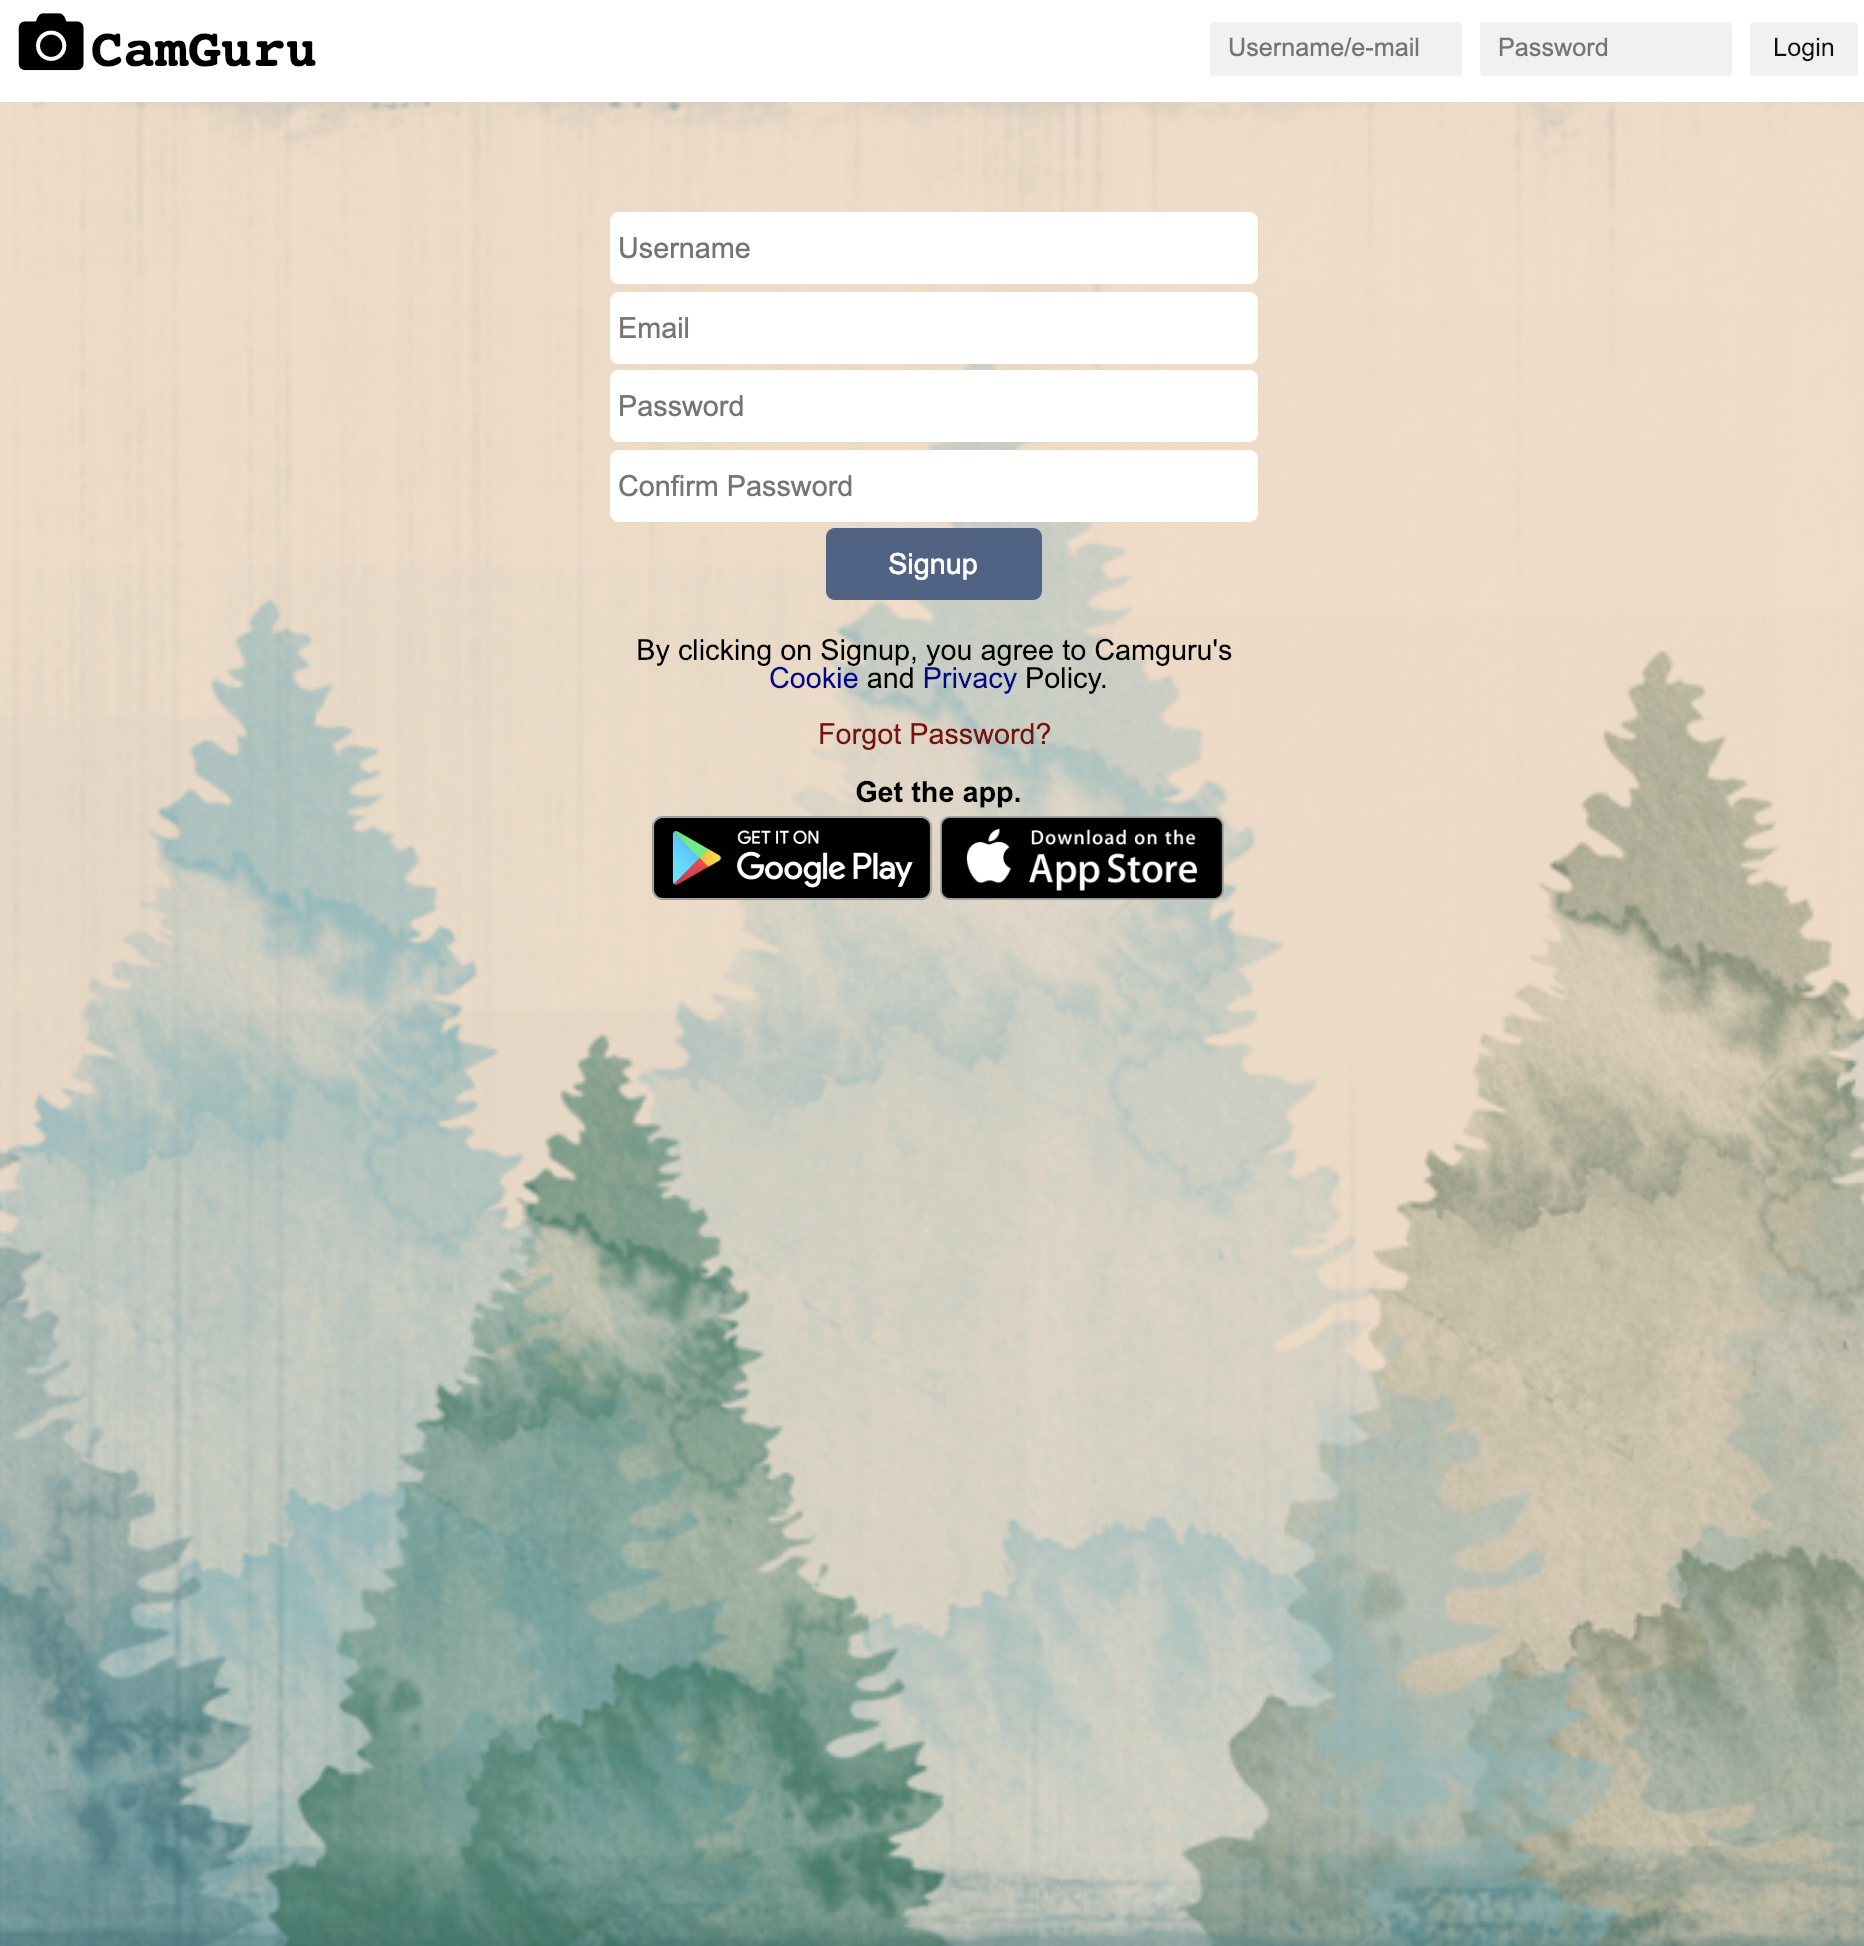 CamGuru
Username/e-mail
Password
Login
Username
Email
Password
Confirm Password
Signup
By clicking on Signup, you agree to Camguru's
Cookie and Privacy Policy.
Forgot Password?
Get the app.
GET IT ON
Google Play
Download on the
App Store